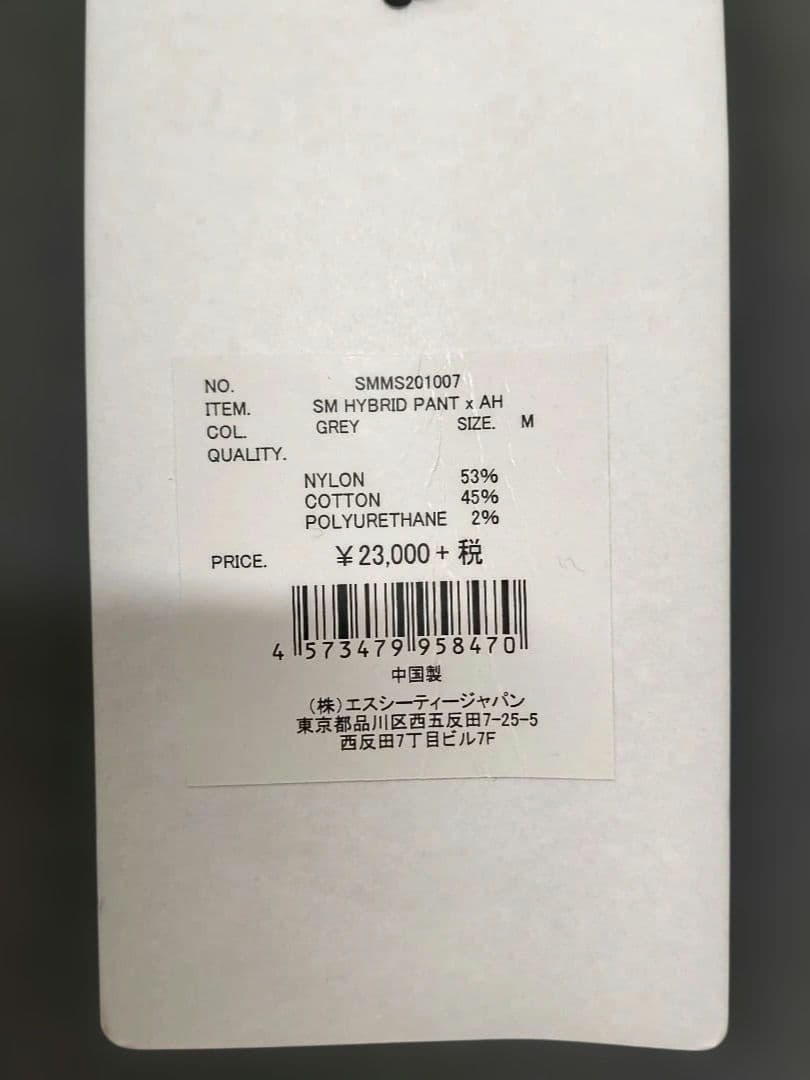 NO. SMMS201007
ITEM. SM HYBRID PANT x AH
COL. GREY SIZE. M
QUALITY.
NYLON 53%
COTTON 45%
POLYURETHANE 2%
PRICE. ¥23,000+税
4 573479 958470
中国製
（株）エスシーティージャパン
東京都品川区西五反田7-25-5
西反田7丁目ビル7F